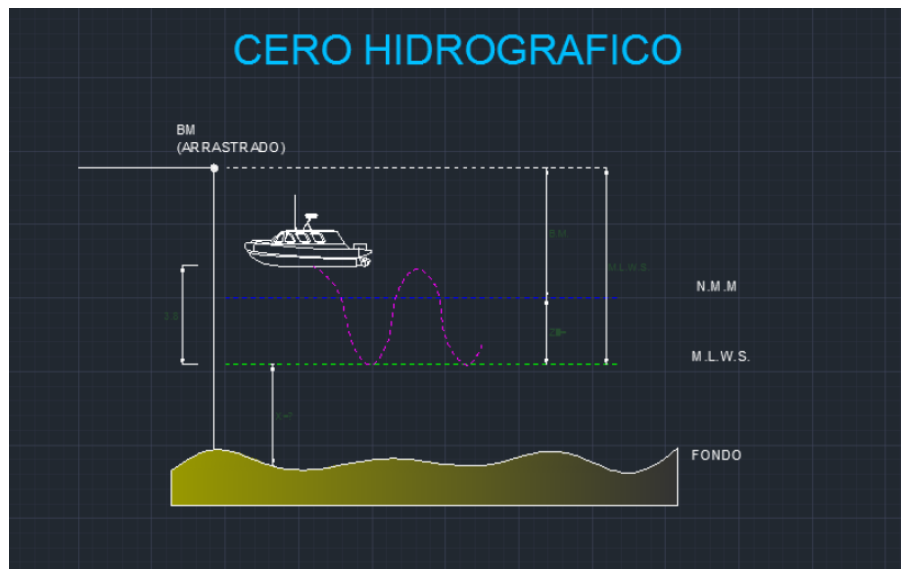 CERO HIDROGRAFICO
BM
(ARRASTRADO)
B.M.
M.L.W.S.
N.M.M
M.L.W.S.
FONDO